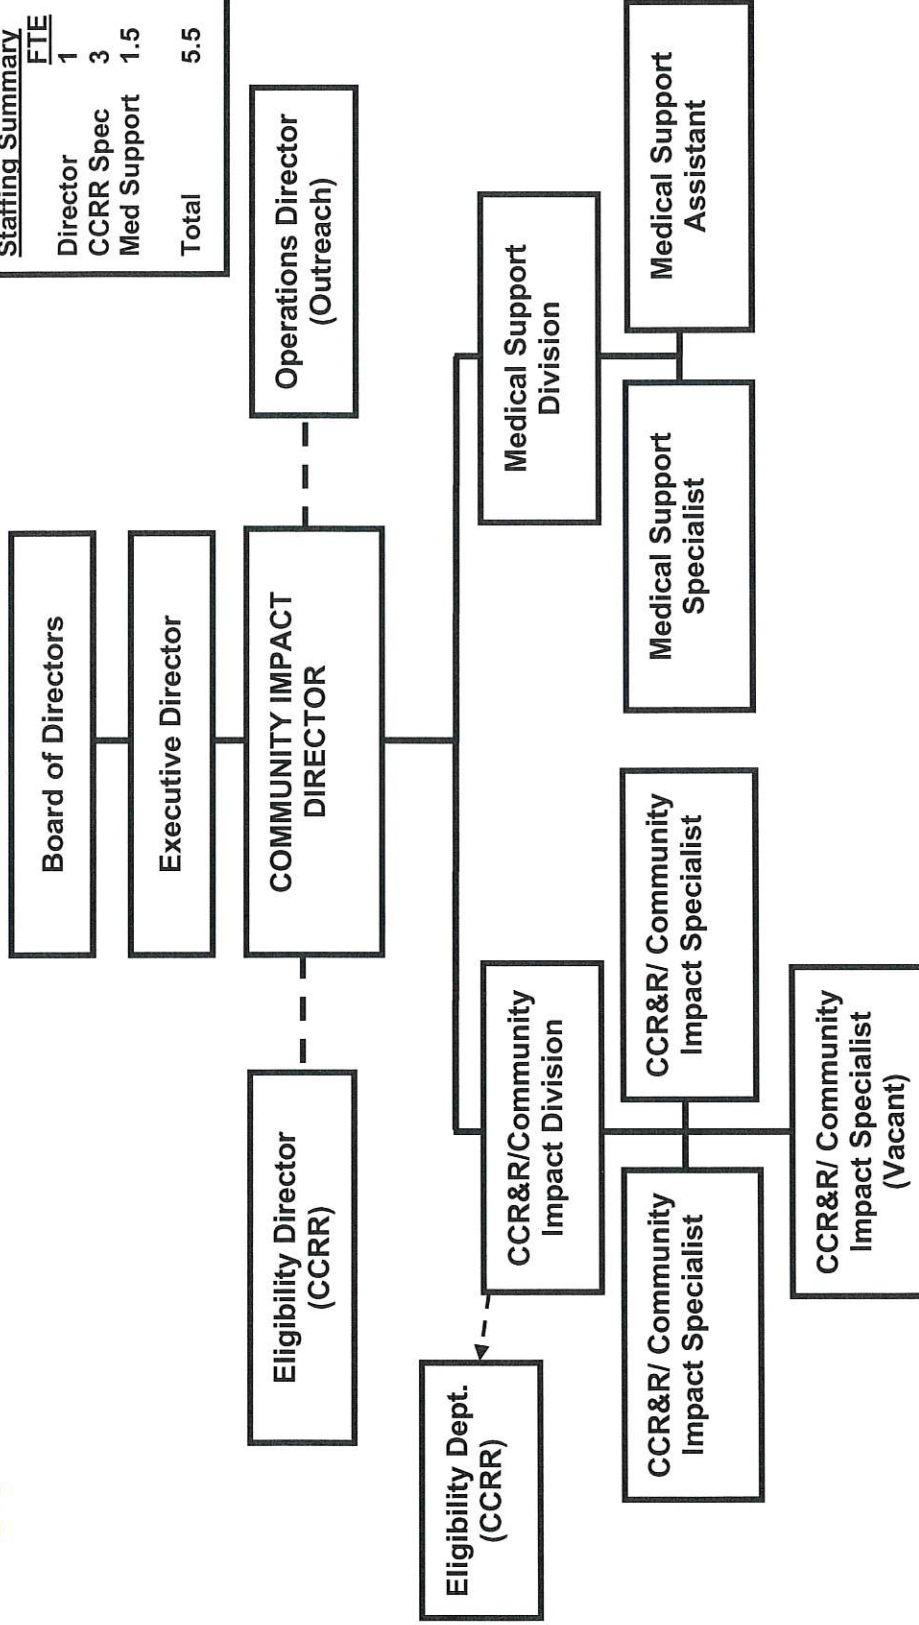 Staffing Summary
FTE
Director 1
CCRR Spec 3
Med Support 1.5
Total 5.5
Board of Directors
Executive Director
Eligibility Director
(CCRR)
COMMUNITY IMPACT
DIRECTOR
Operations Director
(Outreach)
Eligibility Dept.
(CCRR)
CCR&R/Community
Impact Division
Medical Support
Division
CCR&R/ Community
Impact Specialist
CCR&R/ Community
Impact Specialist
Medical Support
Specialist
Medical Support
Assistant
CCR&R/ Community
Impact Specialist
(Vacant)